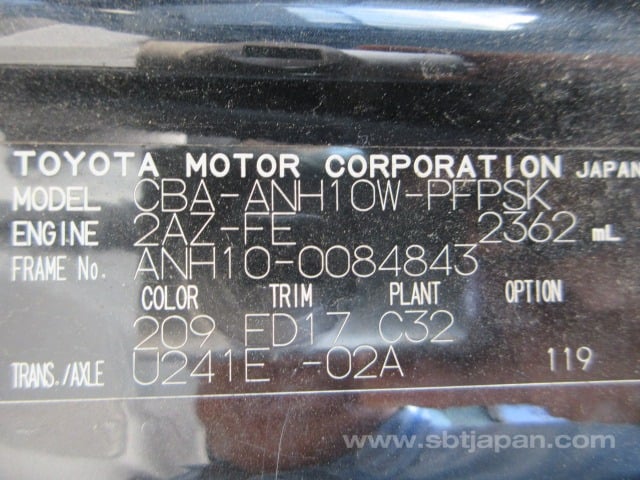 TOYOTA MOTOR CORPORATION JAPAN
MODEL CBA-ANH10W-PFPSK
ENGINE 2AZ-FE 2362 mL
FRAME No. ANH10-0084843
COLOR TRIM PLANT OPTION
209 FD17 C32
TRANS./AXLE U241E -02A 119
www.sbtjapan.com